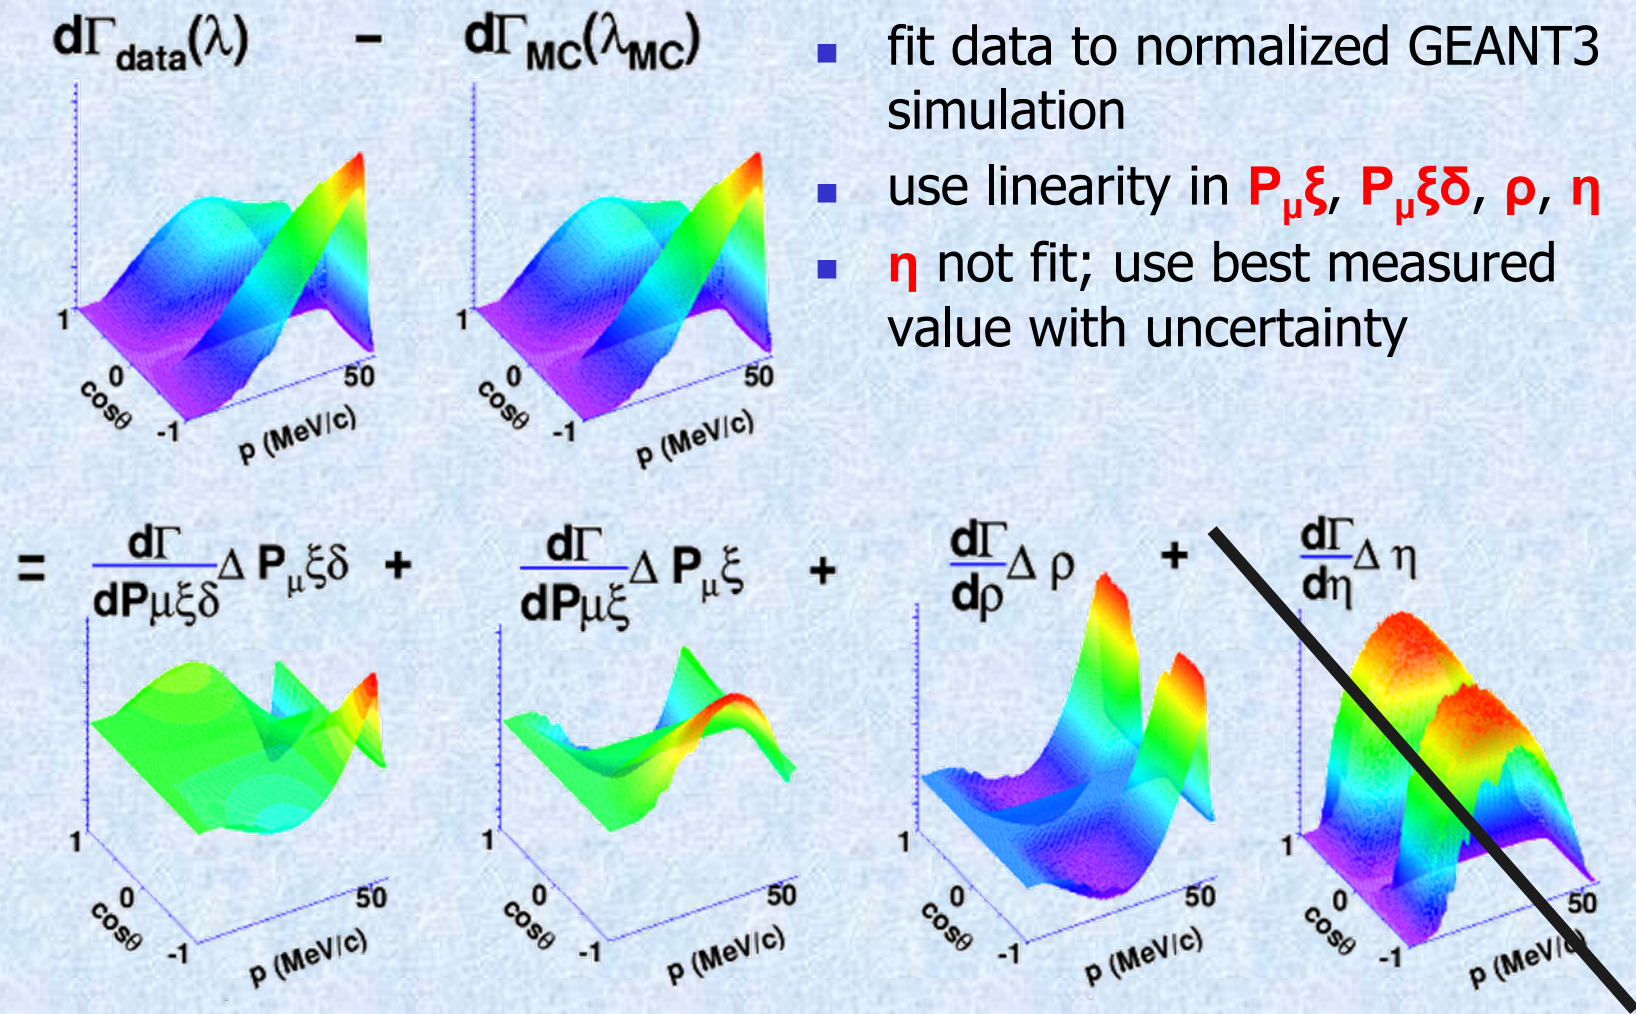 dΓdata(λ) – dΓMC(λMC)
1
0
-1
cosθ
50
p (MeV/c)
1
0
-1
cosθ
50
p (MeV/c)
▪ fit data to normalized GEANT3
simulation
▪ use linearity in Pμξ, Pμξδ, ρ, η
▪ η not fit; use best measured
value with uncertainty
= dΓ/dPμξδ Δ Pμξδ + dΓ/dPμξ Δ Pμξ + dΓ/dρ Δ ρ + dΓ/dη Δ η
1
0
-1
cosθ
50
p (MeV/c)
1
0
-1
cosθ
50
p (MeV/c)
1
0
-1
cosθ
50
p (MeV/c)
1
0
-1
cosθ
50
p (MeV/c)